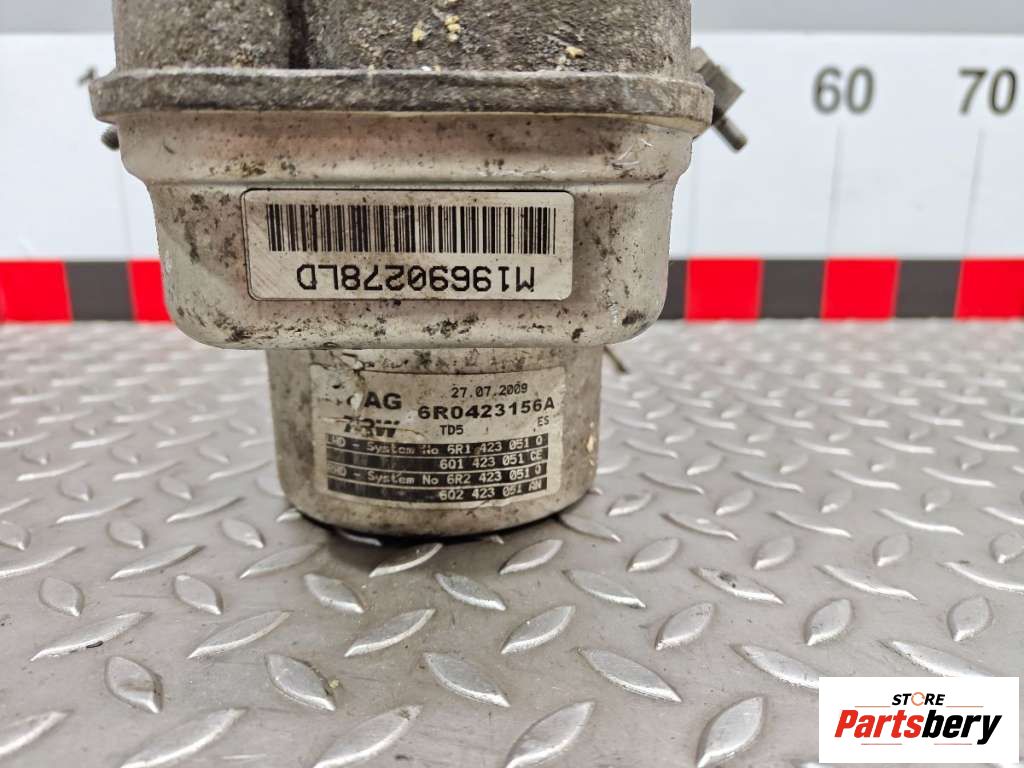 60 70
M19690278LD
27.07.2009
AG 6R0423156A
TRW TD5 ES
LHD - System No 6R1 423 051 Q
6Q1 423 051 CE
RHD - System No 6R2 423 051 Q
6Q2 423 051 AN
STORE
Partsbery